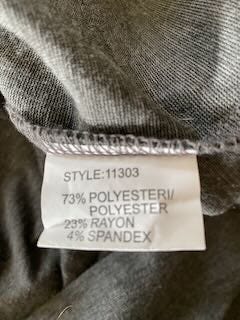 STYLE:11303
73% POLYESTERI/
POLYESTER
23% RAYON
4% SPANDEX